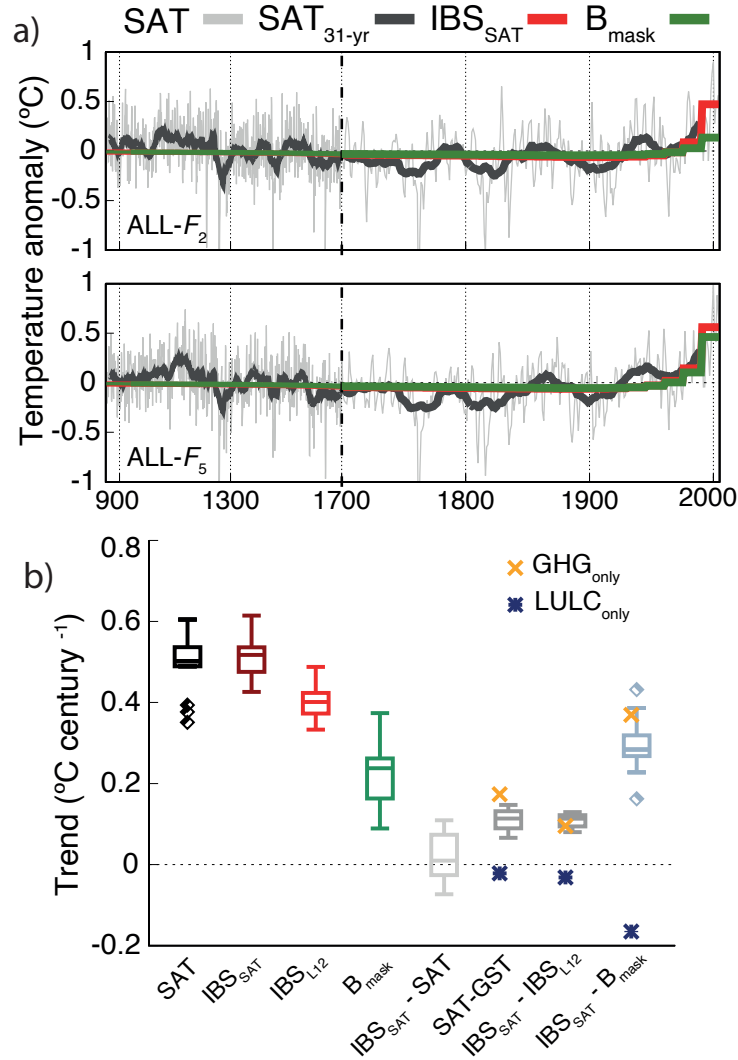 a)
SAT SAT31-yr IBSSAT Bmask
Temperature anomaly (ºC)
1
0.5
0
-0.5
-1
ALL-F2
1
0.5
0
-0.5
-1
ALL-F5
900 1300 1700 1800 1900 2000
b)
Trend (ºC century -1)
0.8
0.6
0.4
0.2
0
-0.2
GHGonly
LULConly
SAT
IBSSAT
IBSL12
Bmask
IBSSAT - SAT
SAT-GST
IBSSAT - IBSL12
IBSSAT - Bmask